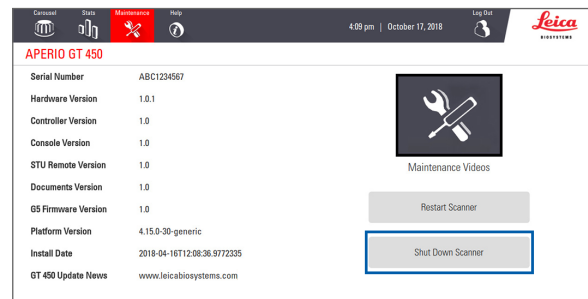 Carousel Stats Maintenance Help Log Out
4:09 pm | October 17, 2018
Leica
BIOSYSTEMS
APERIO GT 450
Serial Number ABC1234567
Hardware Version 1.0.1
Controller Version 1.0
Console Version 1.0
STU Remote Version 1.0
Documents Version 1.0
G5 Firmware Version 1.0
Platform Version 4.15.0-30-generic
Install Date 2018-04-16T12:08:36.9772335
GT 450 Update News www.leicabiosystems.com
Maintenance Videos
Restart Scanner
Shut Down Scanner